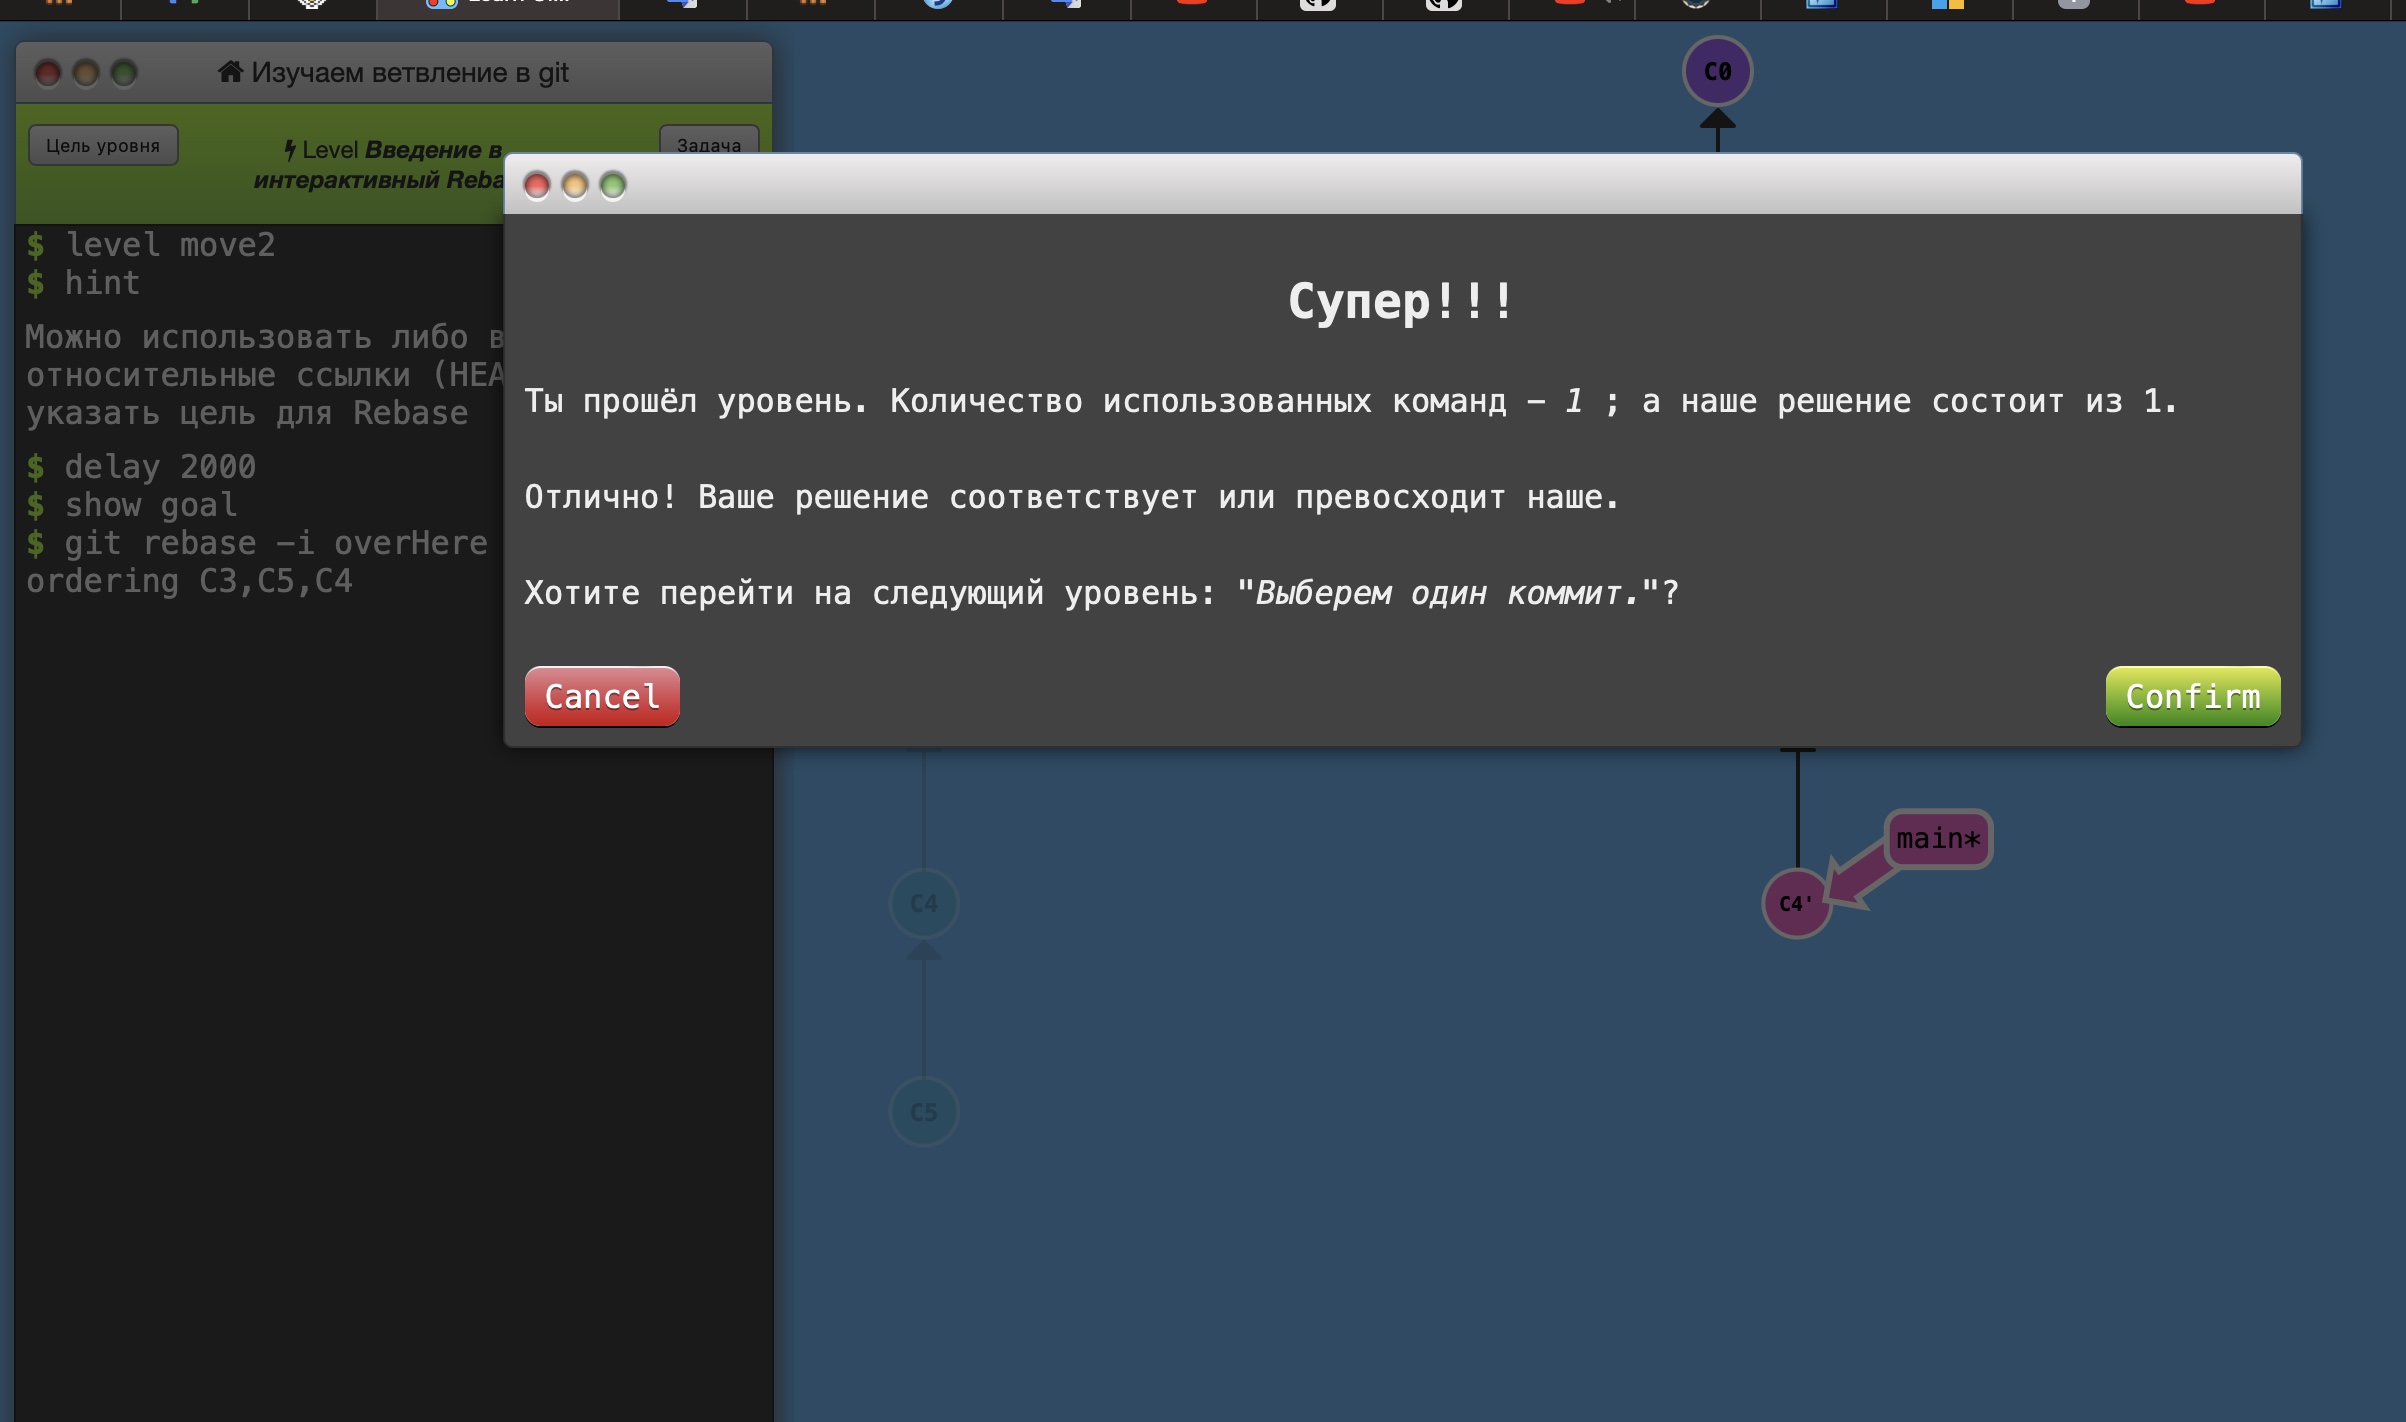 C0
Изучаем ветвление в git
Цель уровня
Level Введение в
интерактивный Reba
Задача
$ level move2
$ hint
Можно использовать либо в
относительные ссылки (HEA
указать цель для Rebase
$ delay 2000
$ show goal
$ git rebase -i overHere
ordering C3,C5,C4
Супер!!!
Ты прошёл уровень. Количество использованных команд – 1 ; а наше решение состоит из 1.
Отлично! Ваше решение соответствует или превосходит наше.
Хотите перейти на следующий уровень: "Выберем один коммит."?
Cancel
Confirm
main*
C4
C4'
C5